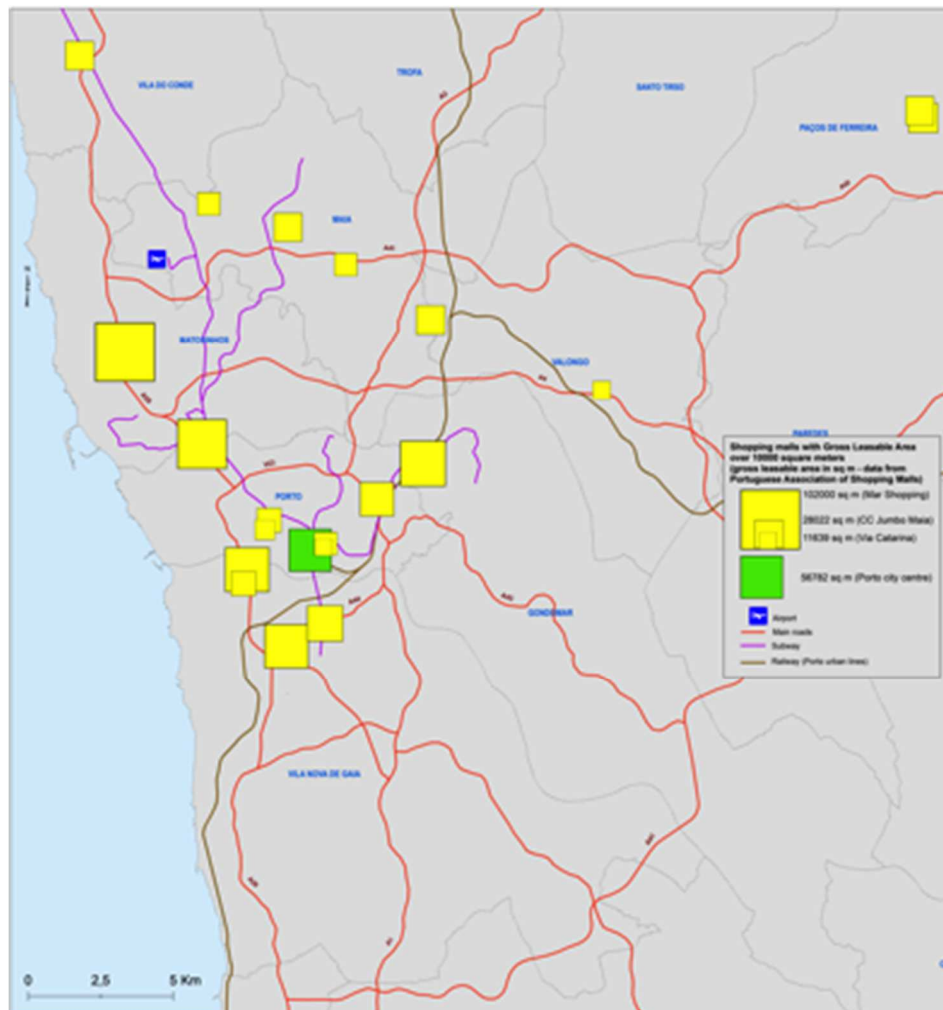 VILA DO CONDE
TROFA
SANTO TIRSO
PAÇOS DE FERREIRA
MAIA
MATOSINHOS
VALONGO
PAREDES
Shopping malls with Gross Leasable Area
over 10000 square meters
(gross leasable area in sq m - data from
Portuguese Association of Shopping Malls)
102000 sq m (Mar Shopping)
28022 sq m (CC Jumbo Maia)
11639 sq m (Via Catarina)
56782 sq m (Porto city centre)
Airport
Main roads
Subway
Railway (Porto urban lines)
PORTO
GONDOMAR
VILA NOVA DE GAIA
0 2,5 5 Km